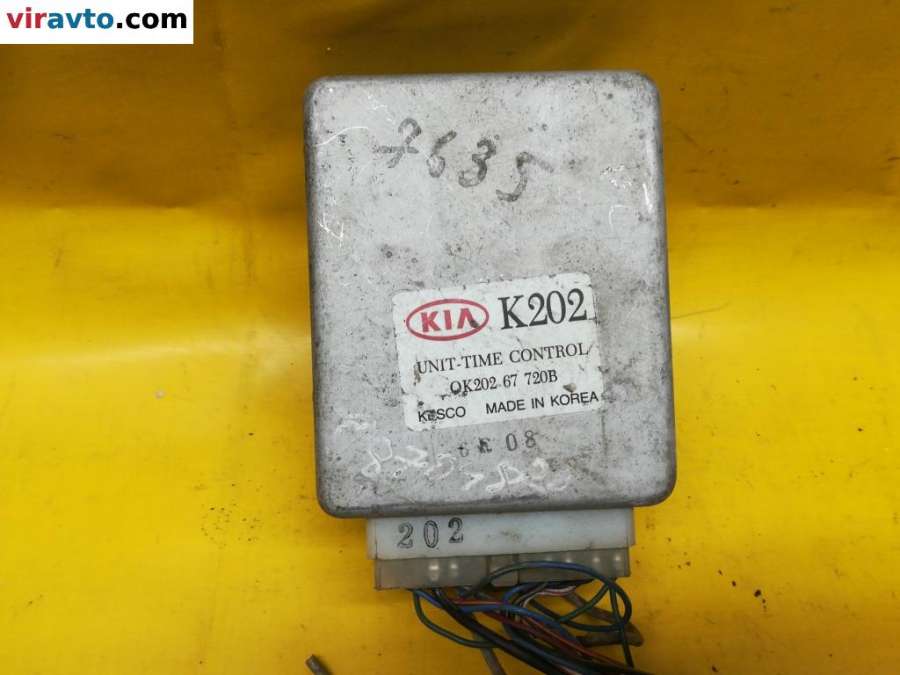 viravto.com
7635
KIA K202
UNIT-TIME CONTROL
OK202 67 720B
KESCO MADE IN KOREA
08
202